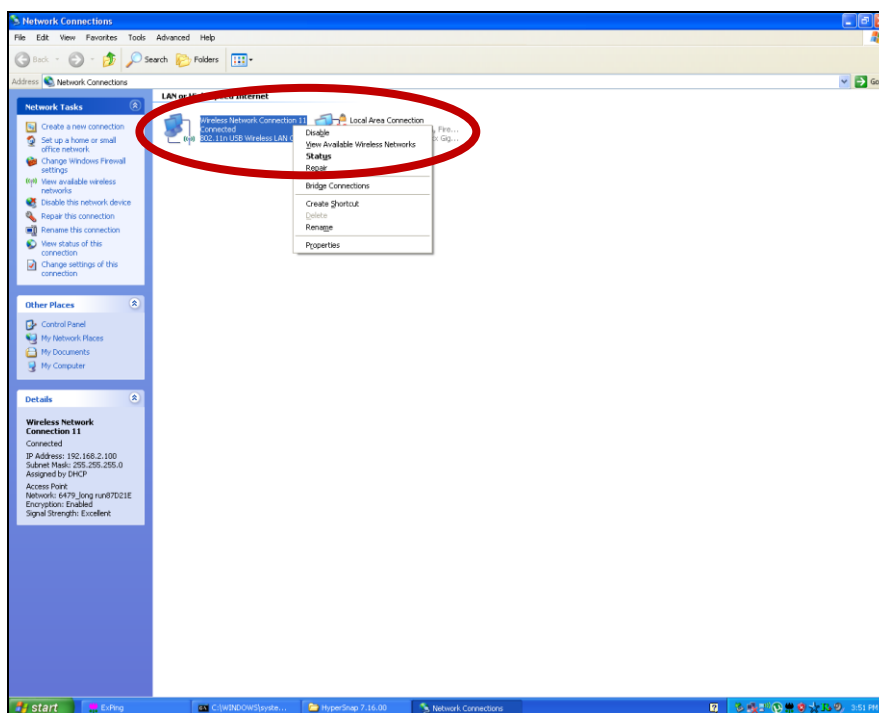 Network Connections
File Edit View Favorites Tools Advanced Help
Back Search Folders
Address Network Connections Go
LAN or High-Speed Internet
Network Tasks
Create a new connection
Set up a home or small
office network
Change Windows Firewall
settings
View available wireless
networks
Disable this network device
Repair this connection
Rename this connection
View status of this
connection
Change settings of this
connection
Other Places
Control Panel
My Network Places
My Documents
My Computer
Details
Wireless Network
Connection 11
Connected
IP Address: 192.168.2.100
Subnet Mask: 255.255.255.0
Assigned by DHCP
Access Point
Network: 6479_long run87D21E
Encryption: Enabled
Signal Strength: Excellent
Wireless Network Connection 11
Connected
802.11n USB Wireless LAN
Local Area Connection
, Fire...
Gig...
Disable
View Available Wireless Networks
Status
Repair
Bridge Connections
Create Shortcut
Delete
Rename
Properties
start
ExPing
C:\WINDOWS\syste...
HyperSnap 7.16.00
Network Connections
3:51 PM